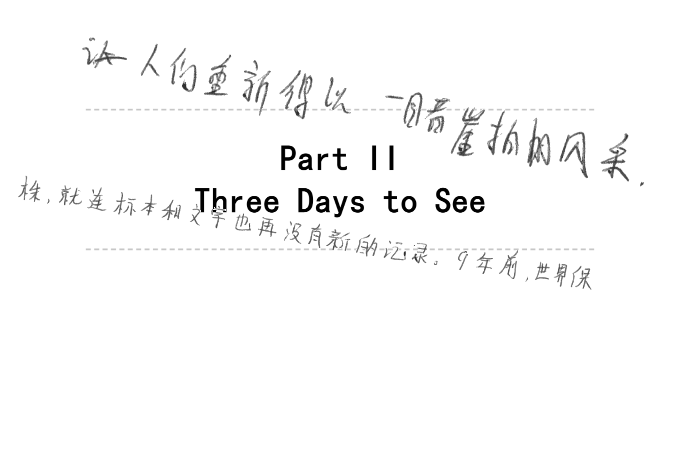 让人们重新得以一睹崖柏的风采.
Part II
Three Days to See
株,就连标本和文字也再没有新的记录。9年前,世界保